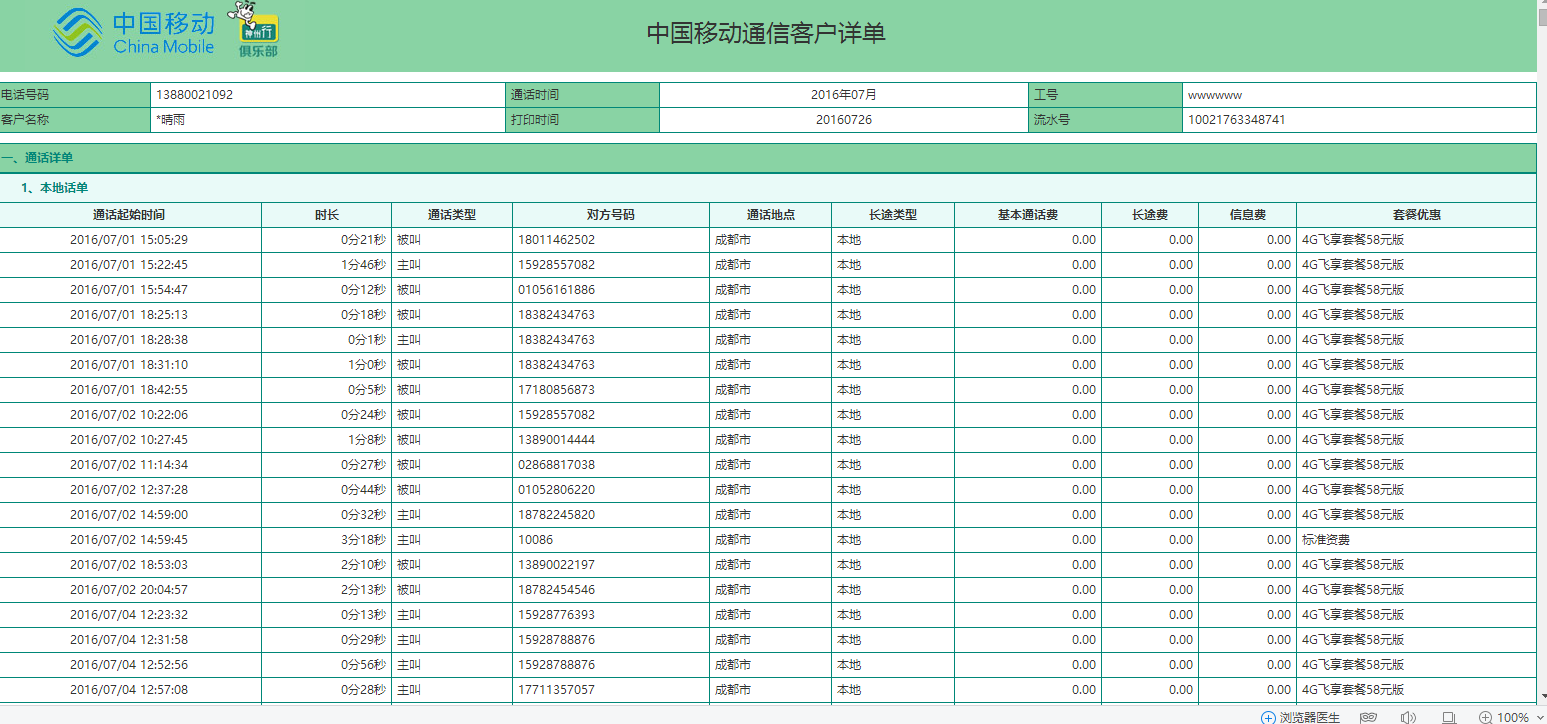 中国移动
China Mobile
神州行
俱乐部
中国移动通信客户详单
电话号码 13880021092 通话时间 2016年07月 工号 wwwwww
客户名称 *晴雨 打印时间 20160726 流水号 10021763348741
一、通话详单
1、本地话单
通话起始时间 时长 通话类型 对方号码 通话地点 长途类型 基本通话费 长途费 信息费 套餐优惠
2016/07/01 15:05:29 0分21秒 被叫 18011462502 成都市 本地 0.00 0.00 0.00 4G飞享套餐58元版
2016/07/01 15:22:45 1分46秒 主叫 15928557082 成都市 本地 0.00 0.00 0.00 4G飞享套餐58元版
2016/07/01 15:54:47 0分12秒 被叫 01056161886 成都市 本地 0.00 0.00 0.00 4G飞享套餐58元版
2016/07/01 18:25:13 0分18秒 被叫 18382434763 成都市 本地 0.00 0.00 0.00 4G飞享套餐58元版
2016/07/01 18:28:38 0分1秒 主叫 18382434763 成都市 本地 0.00 0.00 0.00 4G飞享套餐58元版
2016/07/01 18:31:10 1分0秒 被叫 18382434763 成都市 本地 0.00 0.00 0.00 4G飞享套餐58元版
2016/07/01 18:42:55 0分5秒 被叫 17180856873 成都市 本地 0.00 0.00 0.00 4G飞享套餐58元版
2016/07/02 10:22:06 0分24秒 被叫 15928557082 成都市 本地 0.00 0.00 0.00 4G飞享套餐58元版
2016/07/02 10:27:45 1分8秒 被叫 13890014444 成都市 本地 0.00 0.00 0.00 4G飞享套餐58元版
2016/07/02 11:14:34 0分27秒 被叫 02868817038 成都市 本地 0.00 0.00 0.00 4G飞享套餐58元版
2016/07/02 12:37:28 0分44秒 被叫 01052806220 成都市 本地 0.00 0.00 0.00 4G飞享套餐58元版
2016/07/02 14:59:00 0分32秒 主叫 18782245820 成都市 本地 0.00 0.00 0.00 4G飞享套餐58元版
2016/07/02 14:59:45 3分18秒 主叫 10086 成都市 本地 0.00 0.00 0.00 标准资费
2016/07/02 18:53:03 2分10秒 被叫 13890022197 成都市 本地 0.00 0.00 0.00 4G飞享套餐58元版
2016/07/02 20:04:57 2分13秒 被叫 18782454546 成都市 本地 0.00 0.00 0.00 4G飞享套餐58元版
2016/07/04 12:23:32 0分13秒 主叫 15928776393 成都市 本地 0.00 0.00 0.00 4G飞享套餐58元版
2016/07/04 12:31:58 0分29秒 主叫 15928788876 成都市 本地 0.00 0.00 0.00 4G飞享套餐58元版
2016/07/04 12:52:56 0分56秒 主叫 15928788876 成都市 本地 0.00 0.00 0.00 4G飞享套餐58元版
2016/07/04 12:57:08 0分28秒 主叫 17711357057 成都市 本地 0.00 0.00 0.00 4G飞享套餐58元版
浏览器医生 100%